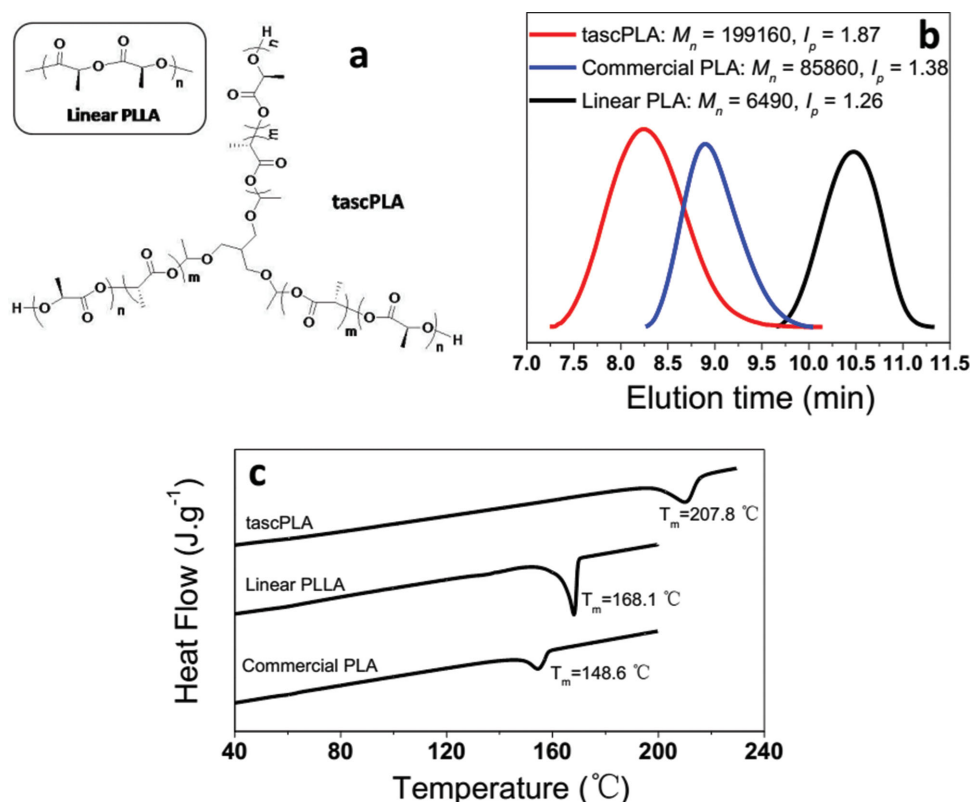 O
O
O
O
n
Linear PLLA
a
H
n
O
O
O
m
O
O
O
tascPLA
O
O
O
O
O
O
H
O
O
n
O
m
O
O
O
m
O
O
n
H
b
tascPLA: Mn = 199160, Ip = 1.87
Commercial PLA: Mn = 85860, Ip = 1.38
Linear PLA: Mn = 6490, Ip = 1.26
7.0 7.5 8.0 8.5 9.0 9.5 10.0 10.5 11.0 11.5
Elution time (min)
c
Heat Flow (J.g-1)
tascPLA
Tm=207.8 ℃
Linear PLLA
Tm=168.1 ℃
Commercial PLA
Tm=148.6 ℃
40 80 120 160 200 240
Temperature (℃)